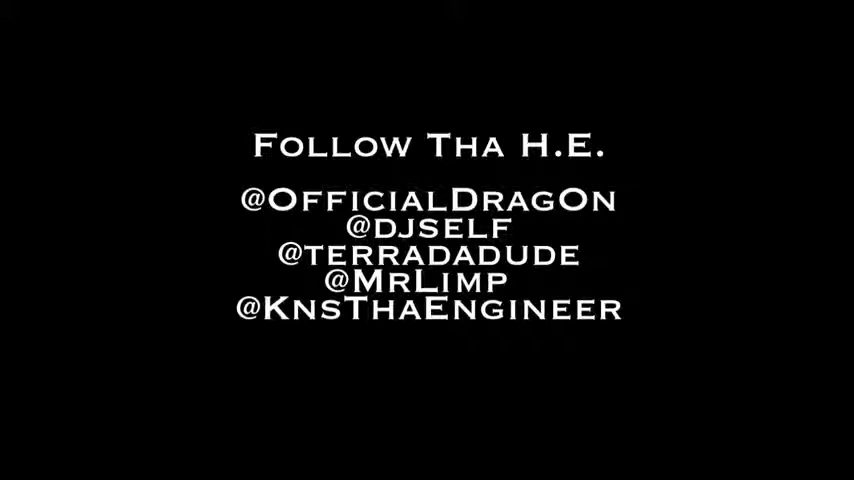 Follow Tha H.E.
@OfficialDragOn
@djself
@terradadude
@MrLimp
@KnsThaEngineer